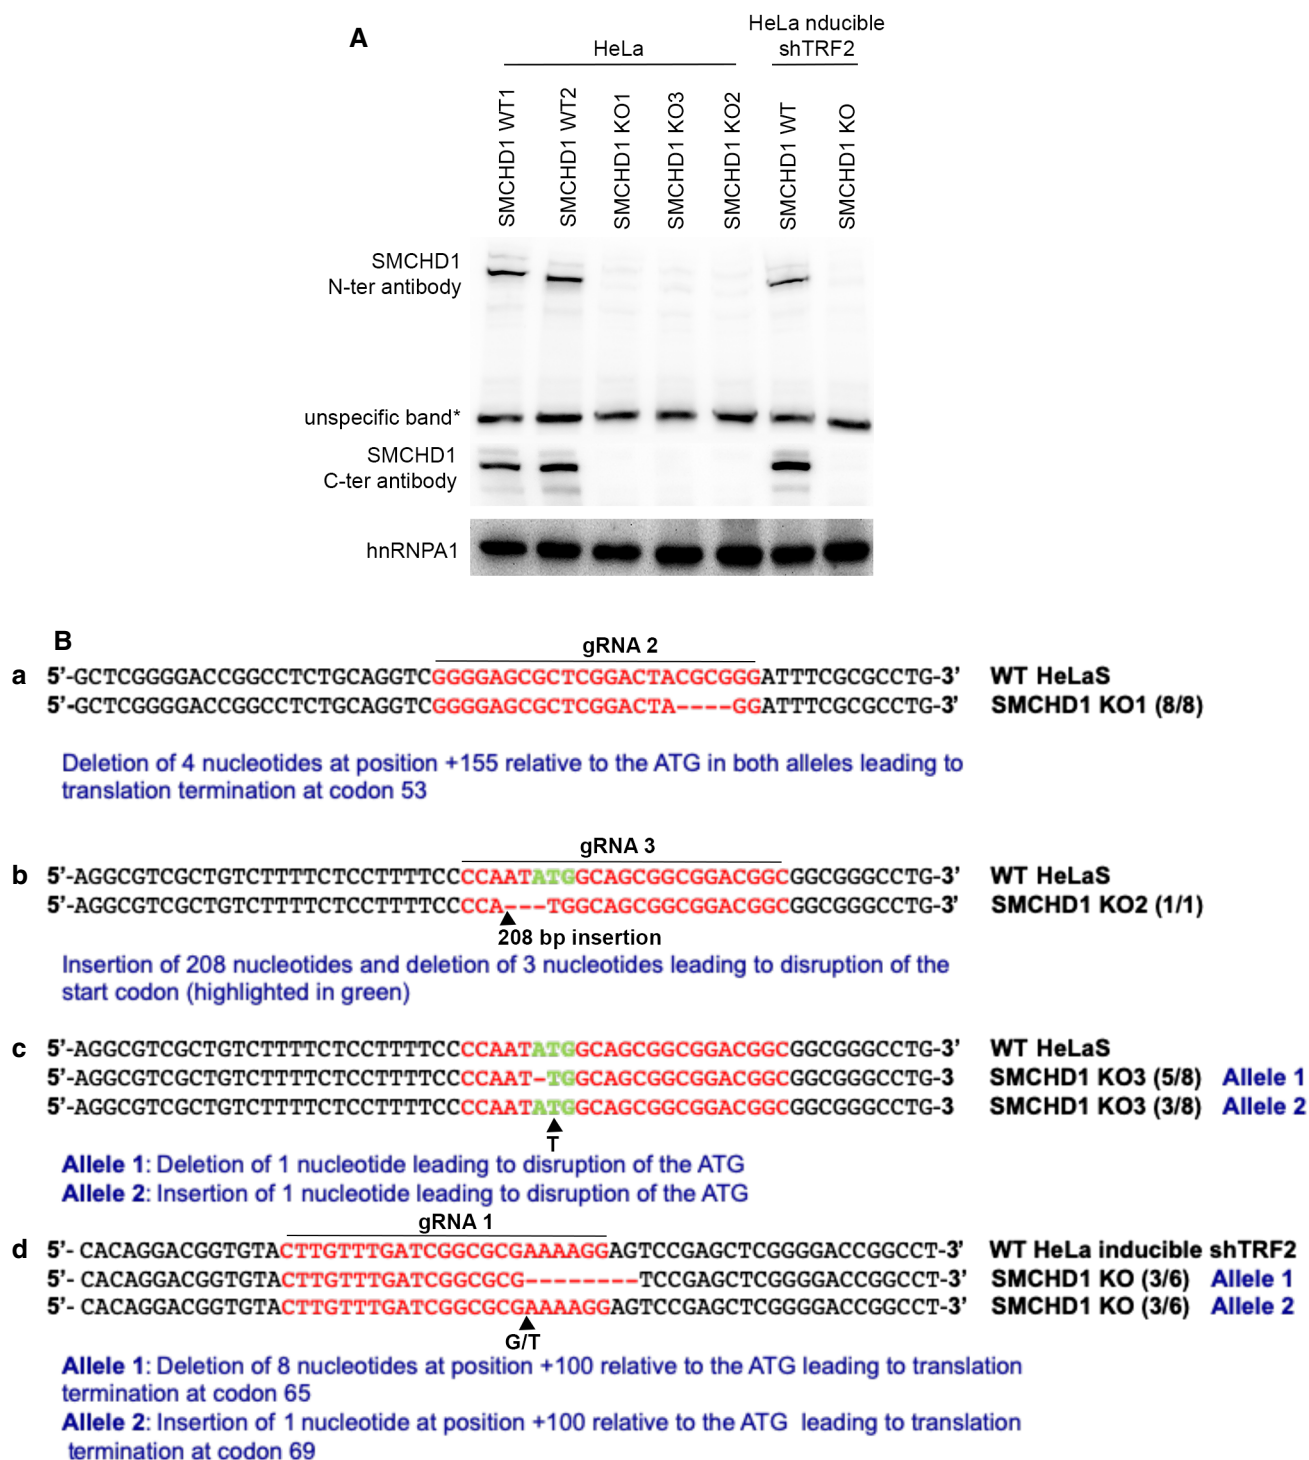 A
HeLa
HeLa nducible
shTRF2
SMCHD1 WT1
SMCHD1 WT2
SMCHD1 KO1
SMCHD1 KO3
SMCHD1 KO2
SMCHD1 WT
SMCHD1 KO
SMCHD1
N-ter antibody
unspecific band*
SMCHD1
C-ter antibody
hnRNPA1
B
gRNA 2
a 5'-GCTCGGGGACCGGCCTCTGCAGGTCGGGGAGCGCTCGGACTACGCGGGATTTCGCGCCTG-3' WT HeLaS
5'-GCTCGGGGACCGGCCTCTGCAGGTCGGGGAGCGCTCGGACTA----GGATTTCGCGCCTG-3' SMCHD1 KO1 (8/8)
Deletion of 4 nucleotides at position +155 relative to the ATG in both alleles leading to
translation termination at codon 53
gRNA 3
b 5'-AGGCGTCGCTGTCTTTTCTCCTTTTCCCCAATATGGCAGCGGCGGACGGCGGCGGGCCTG-3' WT HeLaS
5'-AGGCGTCGCTGTCTTTTCTCCTTTTCCCCA---TGGCAGCGGCGGACGGCGGCGGGCCTG-3' SMCHD1 KO2 (1/1)
208 bp insertion
Insertion of 208 nucleotides and deletion of 3 nucleotides leading to disruption of the
start codon (highlighted in green)
c 5'-AGGCGTCGCTGTCTTTTCTCCTTTTCCCCAATATGGCAGCGGCGGACGGCGGCGGGCCTG-3' WT HeLaS
5'-AGGCGTCGCTGTCTTTTCTCCTTTTCCCCAAT-TGGCAGCGGCGGACGGCGGCGGGCCTG-3 SMCHD1 KO3 (5/8) Allele 1
5'-AGGCGTCGCTGTCTTTTCTCCTTTTCCCCAATATGGCAGCGGCGGACGGCGGCGGGCCTG-3 SMCHD1 KO3 (3/8) Allele 2
T
Allele 1: Deletion of 1 nucleotide leading to disruption of the ATG
Allele 2: Insertion of 1 nucleotide leading to disruption of the ATG
gRNA 1
d 5'- CACAGGACGGTGTACTTGTTTGATCGGCGCGAAAAGGAGTCCGAGCTCGGGGACCGGCCT-3' WT HeLa inducible shTRF2
5'- CACAGGACGGTGTACTTGTTTGATCGGCGCG--------TCCGAGCTCGGGGACCGGCCT-3' SMCHD1 KO (3/6) Allele 1
5'- CACAGGACGGTGTACTTGTTTGATCGGCGCGAAAAGGAGTCCGAGCTCGGGGACCGGCCT-3' SMCHD1 KO (3/6) Allele 2
G/T
Allele 1: Deletion of 8 nucleotides at position +100 relative to the ATG leading to translation
termination at codon 65
Allele 2: Insertion of 1 nucleotide at position +100 relative to the ATG leading to translation
termination at codon 69